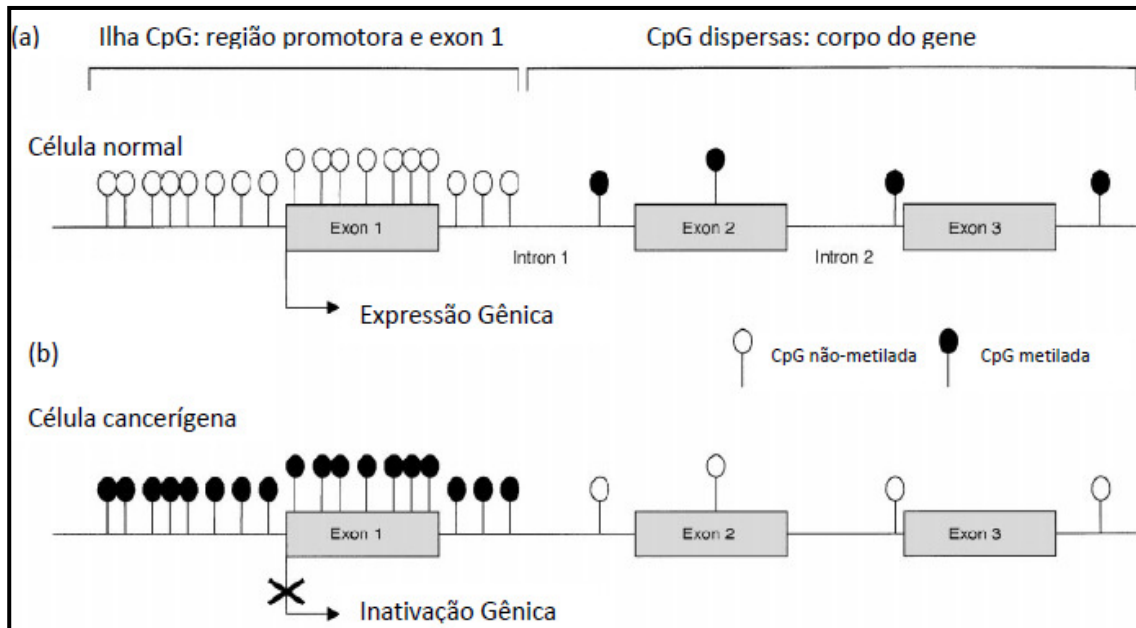 (a) Ilha CpG: região promotora e exon 1 CpG dispersas: corpo do gene
Célula normal
Exon 1 Exon 2 Exon 3
Intron 1 Intron 2
Expressão Gênica
(b)
CpG não-metilada CpG metilada
Célula cancerígena
Exon 1 Exon 2 Exon 3
Inativação Gênica